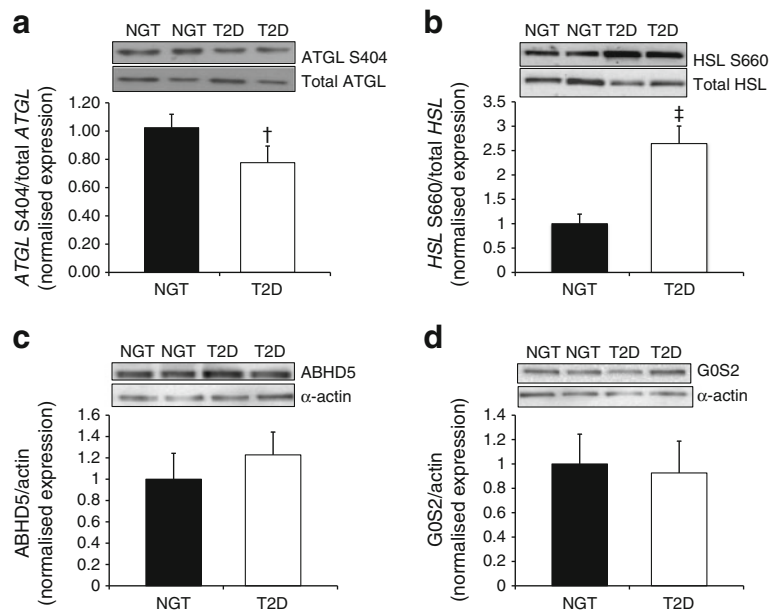 a
NGT NGT T2D T2D
ATGL S404
Total ATGL
1.20
1.00
0.80
0.60
0.40
0.20
0.00
†
ATGL S404/total ATGL
(normalised expression)
NGT T2D
b
NGT NGT T2D T2D
HSL S660
Total HSL
3.5
3
2.5
2
1.5
1
0.5
0
‡
HSL S660/total HSL
(normalised expression)
NGT T2D
c
NGT NGT T2D T2D
ABHD5
α-actin
1.6
1.4
1.2
1
0.8
0.6
0.4
0.2
0
ABHD5/actin
(normalised expression)
NGT T2D
d
NGT NGT T2D T2D
G0S2
α-actin
1.4
1.2
1
0.8
0.6
0.4
0.2
0
G0S2/actin
(normalised expression)
NGT T2D